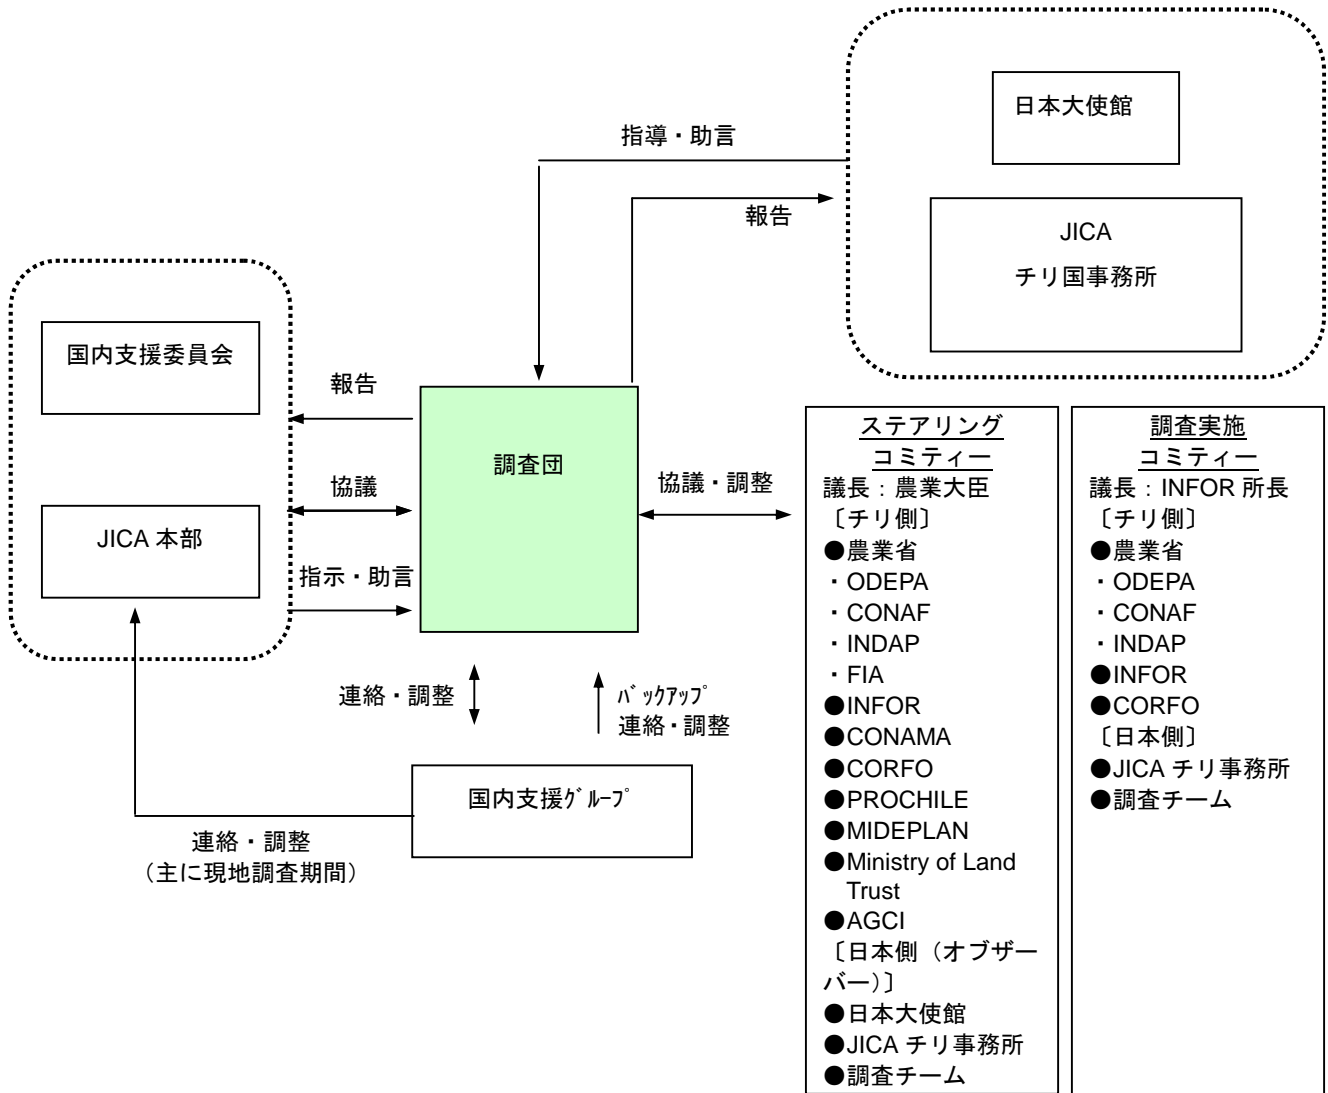 日本大使館
指導・助言
報告
JICA
チリ国事務所
国内支援委員会
JICA 本部
報告
協議
指示・助言
調査団
協議・調整
連絡・調整
ﾊﾞｯｸｱｯﾌﾟ
連絡・調整
国内支援ｸﾞﾙｰﾌﾟ
連絡・調整
（主に現地調査期間）
ステアリング
コミティー
議長：農業大臣
〔チリ側〕
●農業省
・ODEPA
・CONAF
・INDAP
・FIA
●INFOR
●CONAMA
●CORFO
●PROCHILE
●MIDEPLAN
●Ministry of Land
Trust
●AGCI
〔日本側（オブザー
バー）〕
●日本大使館
●JICA チリ事務所
●調査チーム
調査実施
コミティー
議長：INFOR 所長
〔チリ側〕
●農業省
・ODEPA
・CONAF
・INDAP
●INFOR
●CORFO
〔日本側〕
●JICA チリ事務所
●調査チーム